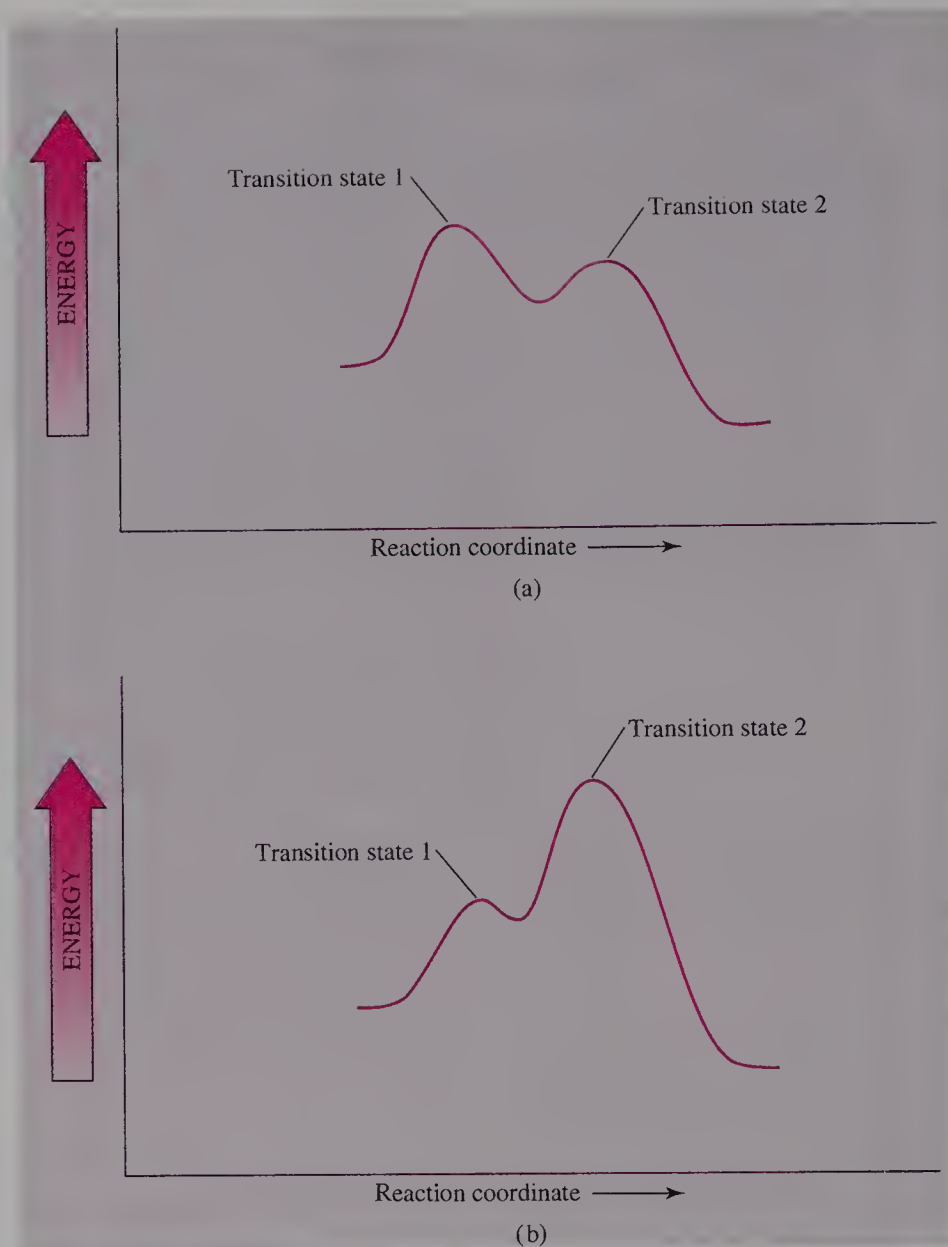 Transition state 1
Transition state 2
ENERGY
Reaction coordinate
(a)
Transition state 2
Transition state 1
ENERGY
Reaction coordinate
(b)